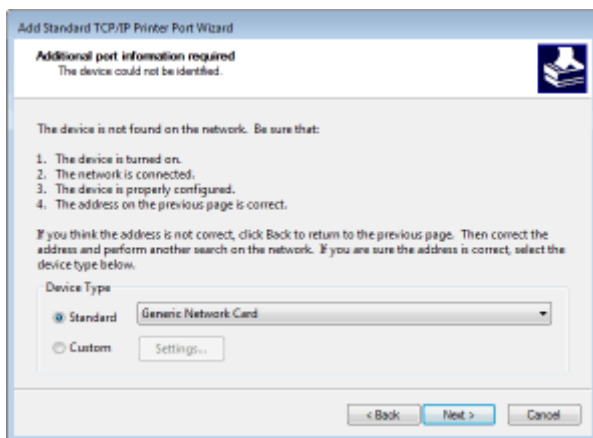 Add Standard TCP/IP Printer Port Wizard
Additional port information required
The device could not be identified.
The device is not found on the network. Be sure that:
1. The device is turned on.
2. The network is connected.
3. The device is properly configured.
4. The address on the previous page is correct.
If you think the address is not correct, click Back to return to the previous page. Then correct the
address and perform another search on the network. If you are sure the address is correct, select the
device type below.
Device Type
Standard
Generic Network Card
Custom
Settings...
< Back
Next >
Cancel